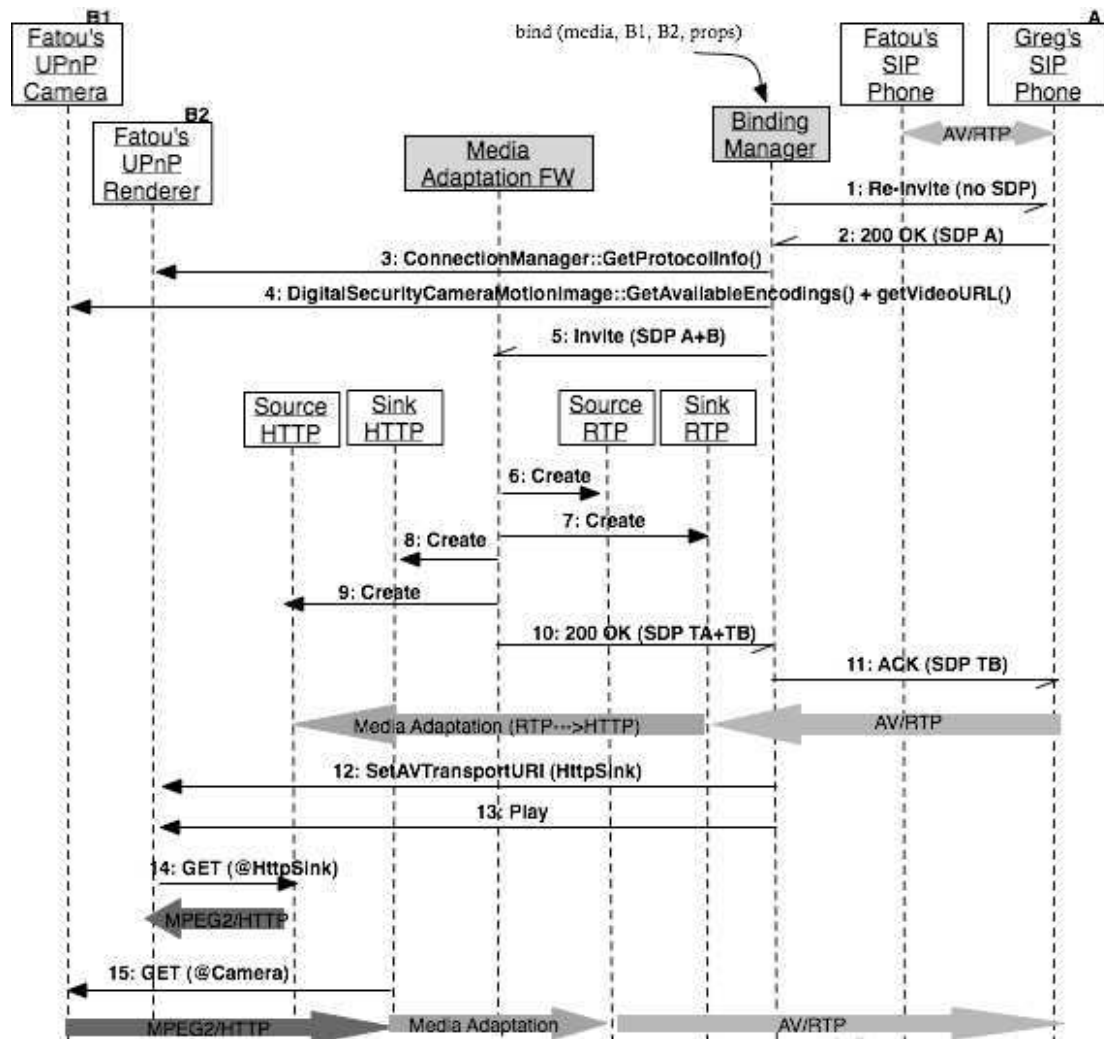 B1
bind (media, B1, B2, props)
A
Fatou's
UPnP
Camera
Fatou's
SIP
Phone
Greg's
SIP
Phone
B2
Fatou's
UPnP
Renderer
Media
Adaptation FW
Binding
Manager
AV/RTP
1: Re-Invite (no SDP)
2: 200 OK (SDP A)
3: ConnectionManager::GetProtocolInfo()
4: DigitalSecurityCameraMotionImage::GetAvailableEncodings() + getVideoURL()
5: Invite (SDP A+B)
Source
HTTP
Sink
HTTP
Source
RTP
Sink
RTP
6: Create
7: Create
8: Create
9: Create
10: 200 OK (SDP TA+TB)
11: ACK (SDP TB)
Media Adaptation (RTP--->HTTP)
AV/RTP
12: SetAVTransportURI (HttpSink)
13: Play
14: GET (@HttpSink)
MPEG2/HTTP
15: GET (@Camera)
MPEG2/HTTP
Media Adaptation
AV/RTP